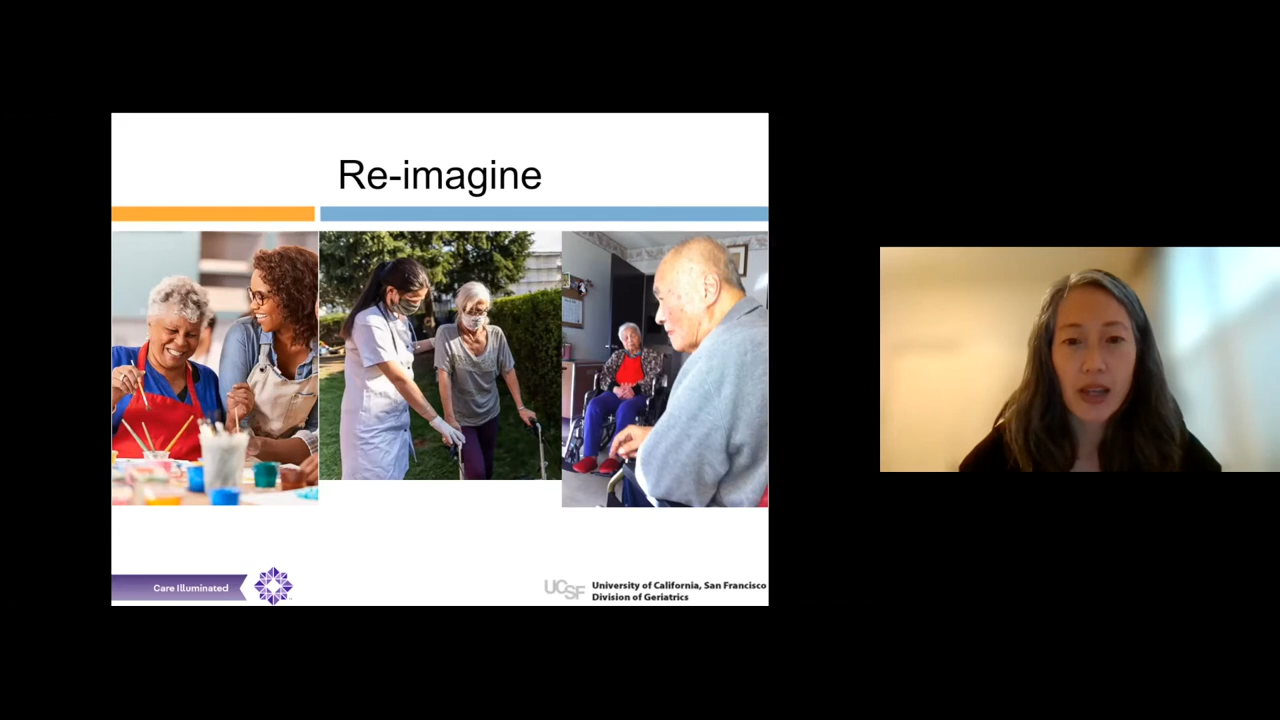 Re-imagine
Care Illuminated
UCSF
University of California, San Francisco
Division of Geriatrics